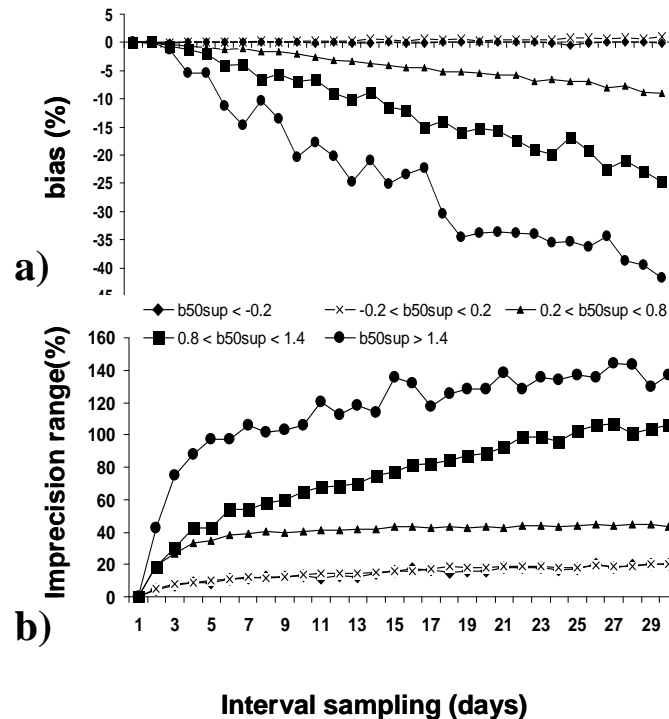 5
0
-5
-10
-15
-20
-25
-30
-35
-40
45
bias (%)
a)
b50sup < -0.2
-0.2 < b50sup < 0.2
0.2 < b50sup < 0.8
0.8 < b50sup < 1.4
b50sup > 1.4
160
140
120
100
80
60
40
20
0
Imprecision range(%)
b)
1 3 5 7 9 11 13 15 17 19 21 23 25 27 29
Interval sampling (days)